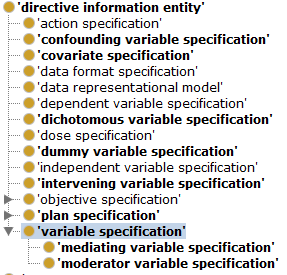 'directive information entity'
'action specification'
'confounding variable specification'
'covariate specification'
'data format specification'
'data representational model'
'dependent variable specification'
'dichotomous variable specification'
'dose specification'
'dummy variable specification'
'independent variable specification'
'intervening variable specification'
'objective specification'
'plan specification'
'variable specification'
'mediating variable specification'
'moderator variable specification'